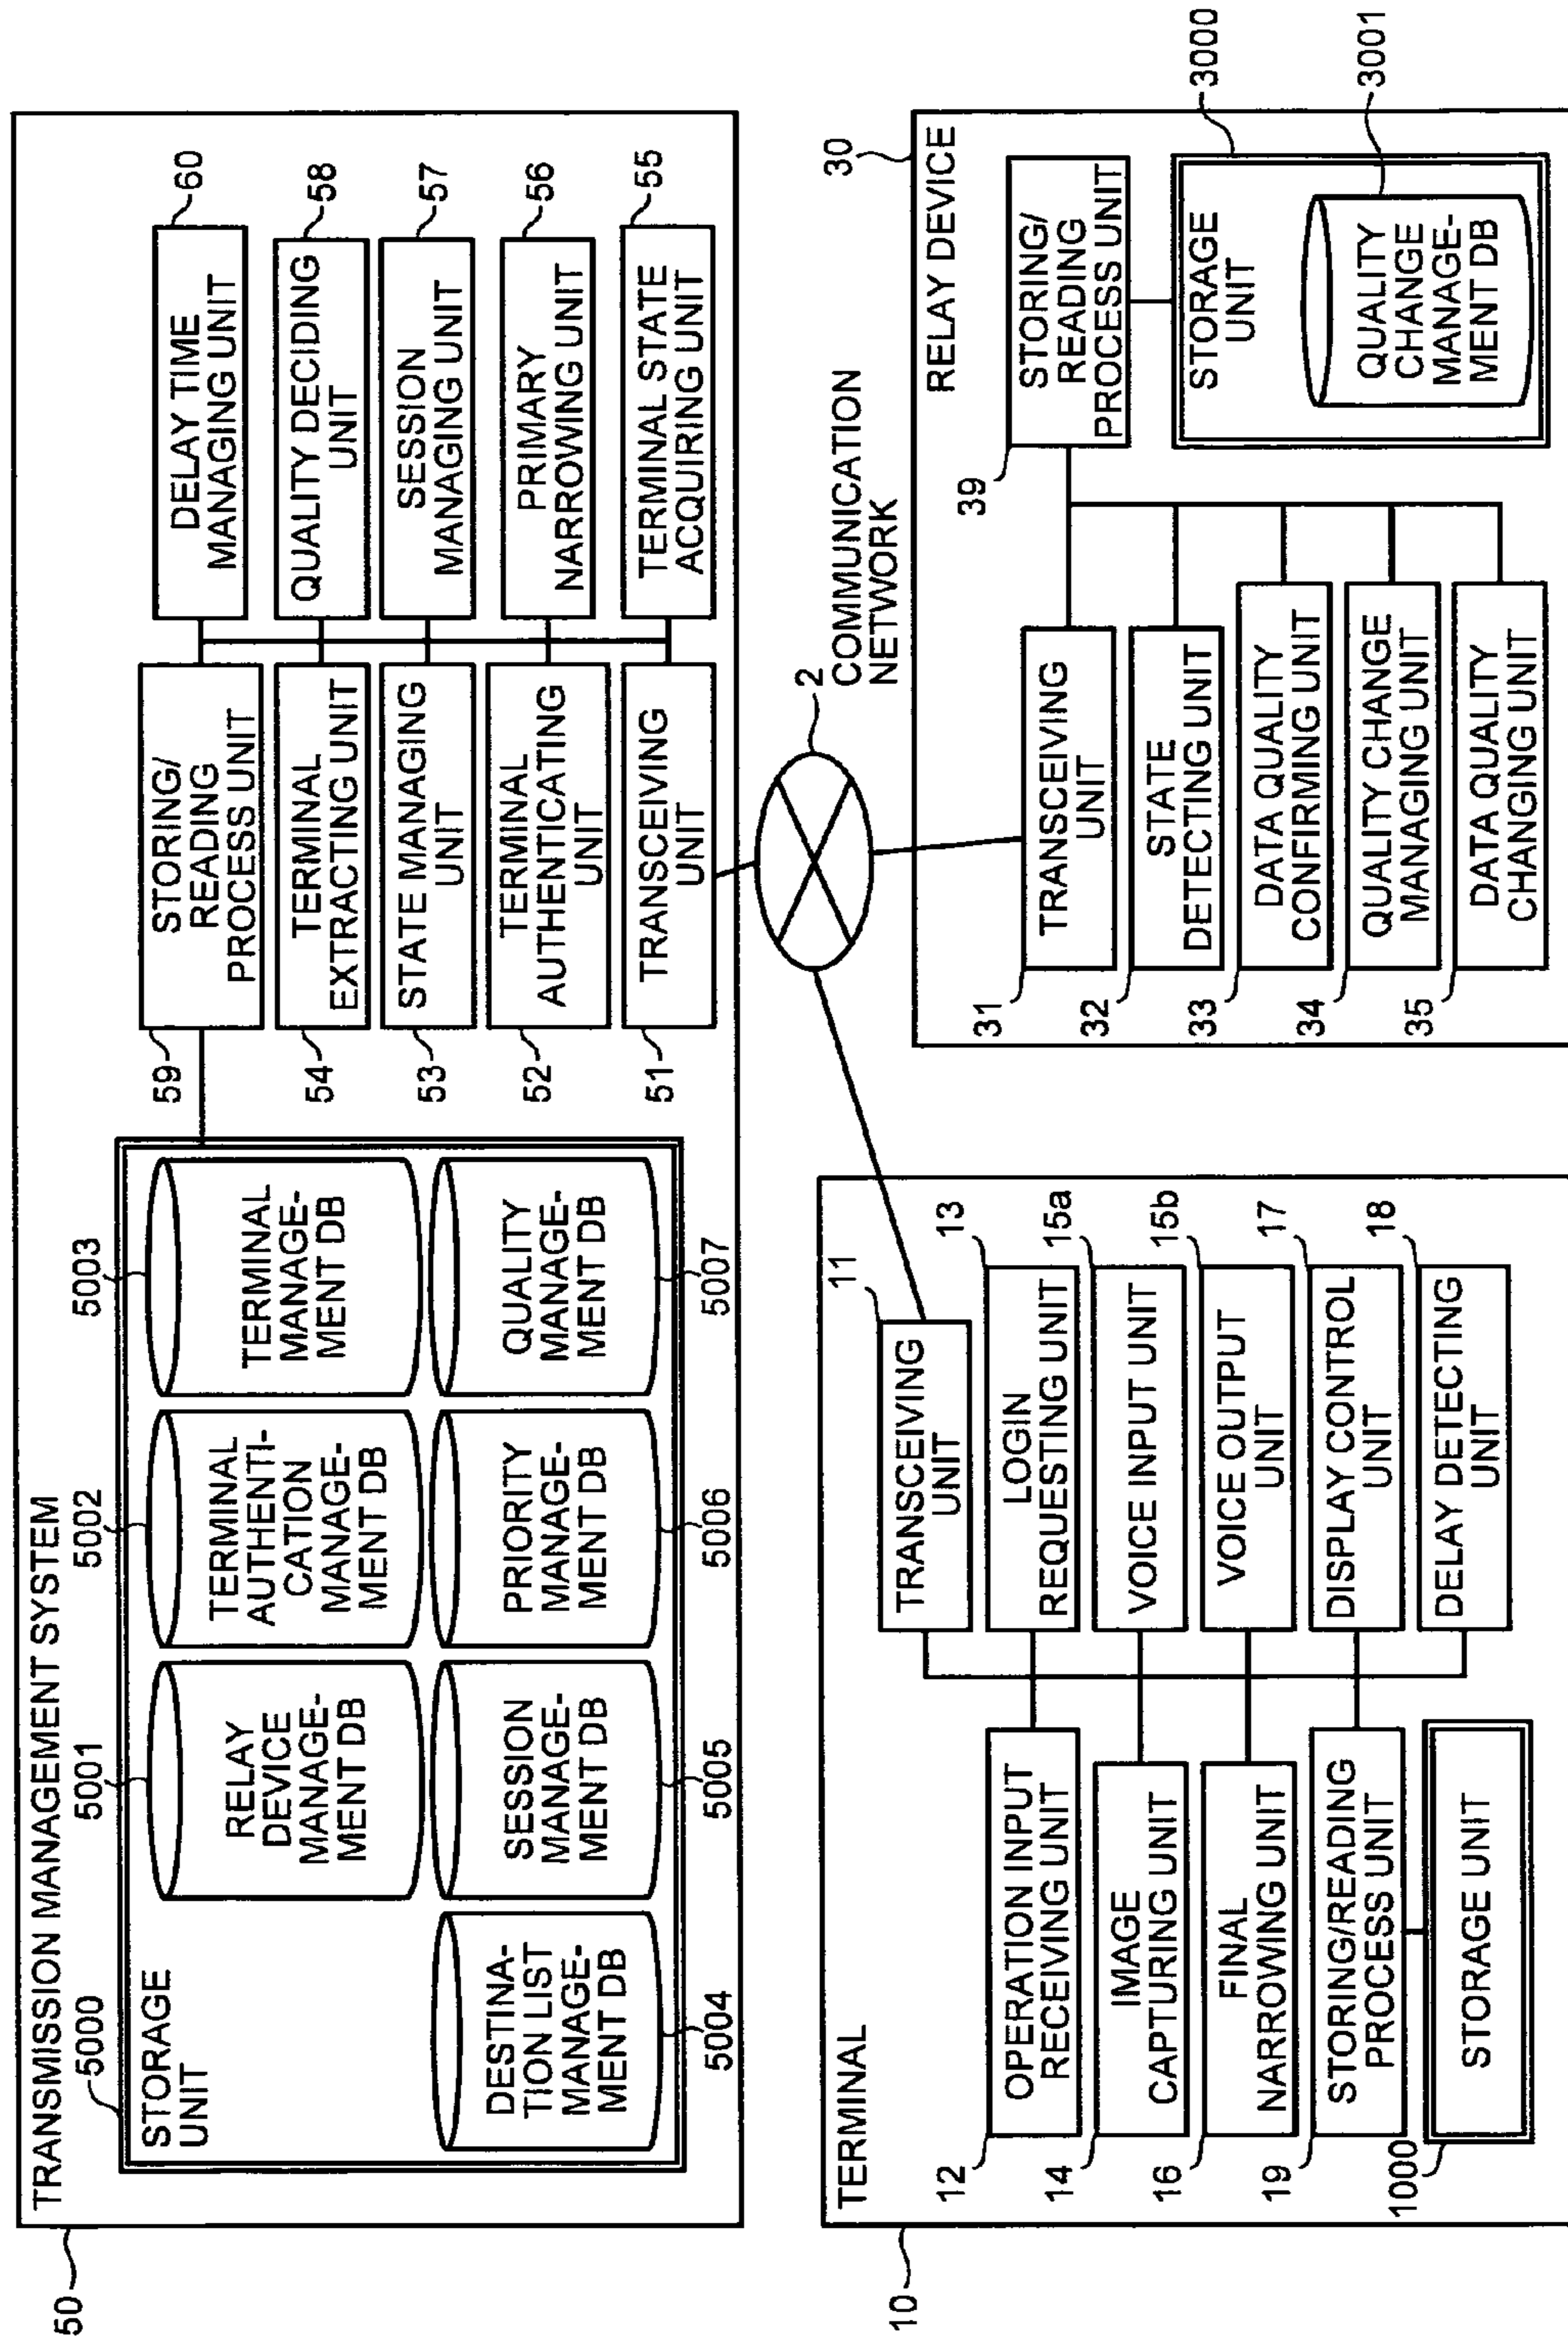 50
TRANSMISSION MANAGEMENT SYSTEM
5000
STORAGE
UNIT
5001
RELAY
DEVICE
MANAGE-
MENT DB
5002
TERMINAL
AUTHENTI-
CATION
MANAGE-
MENT DB
5003
TERMINAL
MANAGE-
MENT DB
DESTINA-
TION LIST
MANAGE-
MENT DB
5004
SESSION
MANAGE-
MENT DB
5005
PRIORITY
MANAGE-
MENT DB
5006
QUALITY
MANAGE-
MENT DB
5007
59
STORING/
READING
PROCESS UNIT
DELAY TIME
MANAGING UNIT
60
54
TERMINAL
EXTRACTING UNIT
QUALITY DECIDING
UNIT
58
53
STATE MANAGING
UNIT
SESSION
MANAGING UNIT
57
52
TERMINAL
AUTHENTICATING
UNIT
PRIMARY
NARROWING UNIT
56
51
TRANSCEIVING
UNIT
TERMINAL STATE
ACQUIRING UNIT
55
2
COMMUNICATION
NETWORK
10
TERMINAL
11
TRANSCEIVING
UNIT
12
OPERATION INPUT
RECEIVING UNIT
13
LOGIN
REQUESTING UNIT
14
IMAGE
CAPTURING UNIT
15a
VOICE INPUT UNIT
16
FINAL
NARROWING UNIT
15b
VOICE OUTPUT
UNIT
19
STORING/READING
PROCESS UNIT
17
DISPLAY CONTROL
UNIT
1000
STORAGE UNIT
18
DELAY DETECTING
UNIT
30
RELAY DEVICE
31
TRANSCEIVING
UNIT
32
STATE
DETECTING UNIT
33
DATA QUALITY
CONFIRMING UNIT
34
QUALITY CHANGE
MANAGING UNIT
35
DATA QUALITY
CHANGING UNIT
39
STORING/
READING
PROCESS UNIT
3000
STORAGE
UNIT
3001
QUALITY
CHANGE
MANAGE-
MENT DB